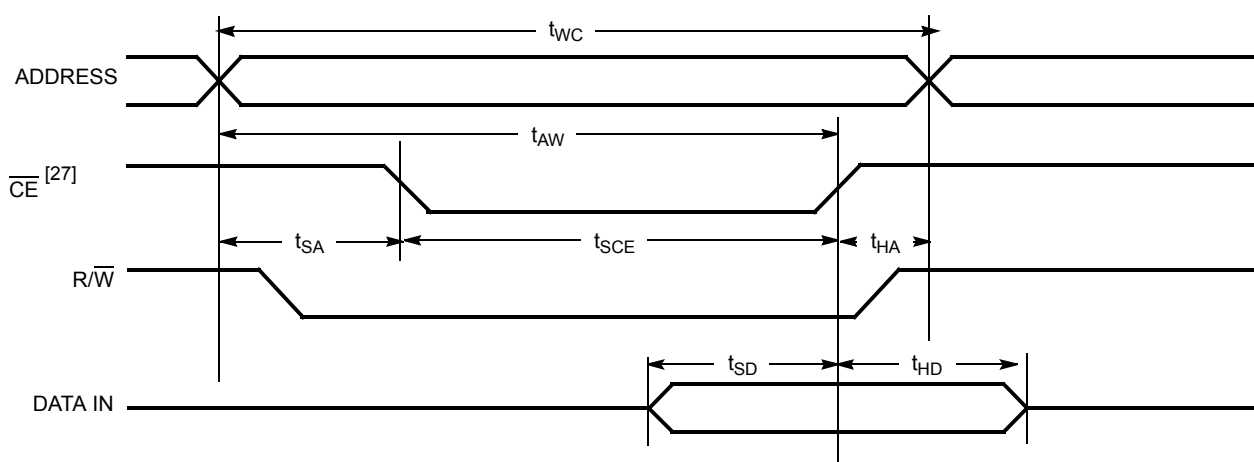 tWC
ADDRESS
tAW
CE [27]
tSA
tSCE
tHA
R/W
tSD
tHD
DATA IN